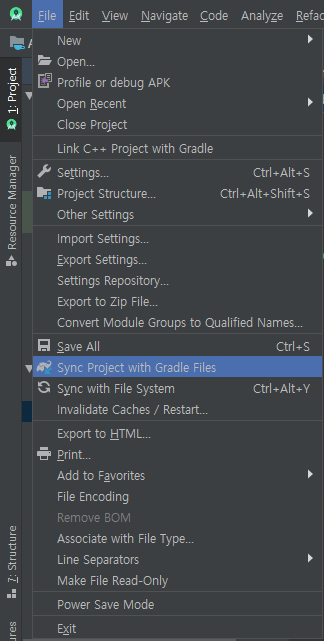 File Edit View Navigate Code Analyze Refac
New
Open...
Profile or debug APK
Open Recent
Close Project
Link C++ Project with Gradle
Settings... Ctrl+Alt+S
Project Structure... Ctrl+Alt+Shift+S
Other Settings
Import Settings...
Export Settings...
Settings Repository...
Export to Zip File...
Convert Module Groups to Qualified Names...
Save All Ctrl+S
Sync Project with Gradle Files
Sync with File System Ctrl+Alt+Y
Invalidate Caches / Restart...
Export to HTML...
Print...
Add to Favorites
File Encoding
Remove BOM
Associate with File Type...
Line Separators
Make File Read-Only
Power Save Mode
Exit
1: Project
Resource Manager
7: Structure
ures